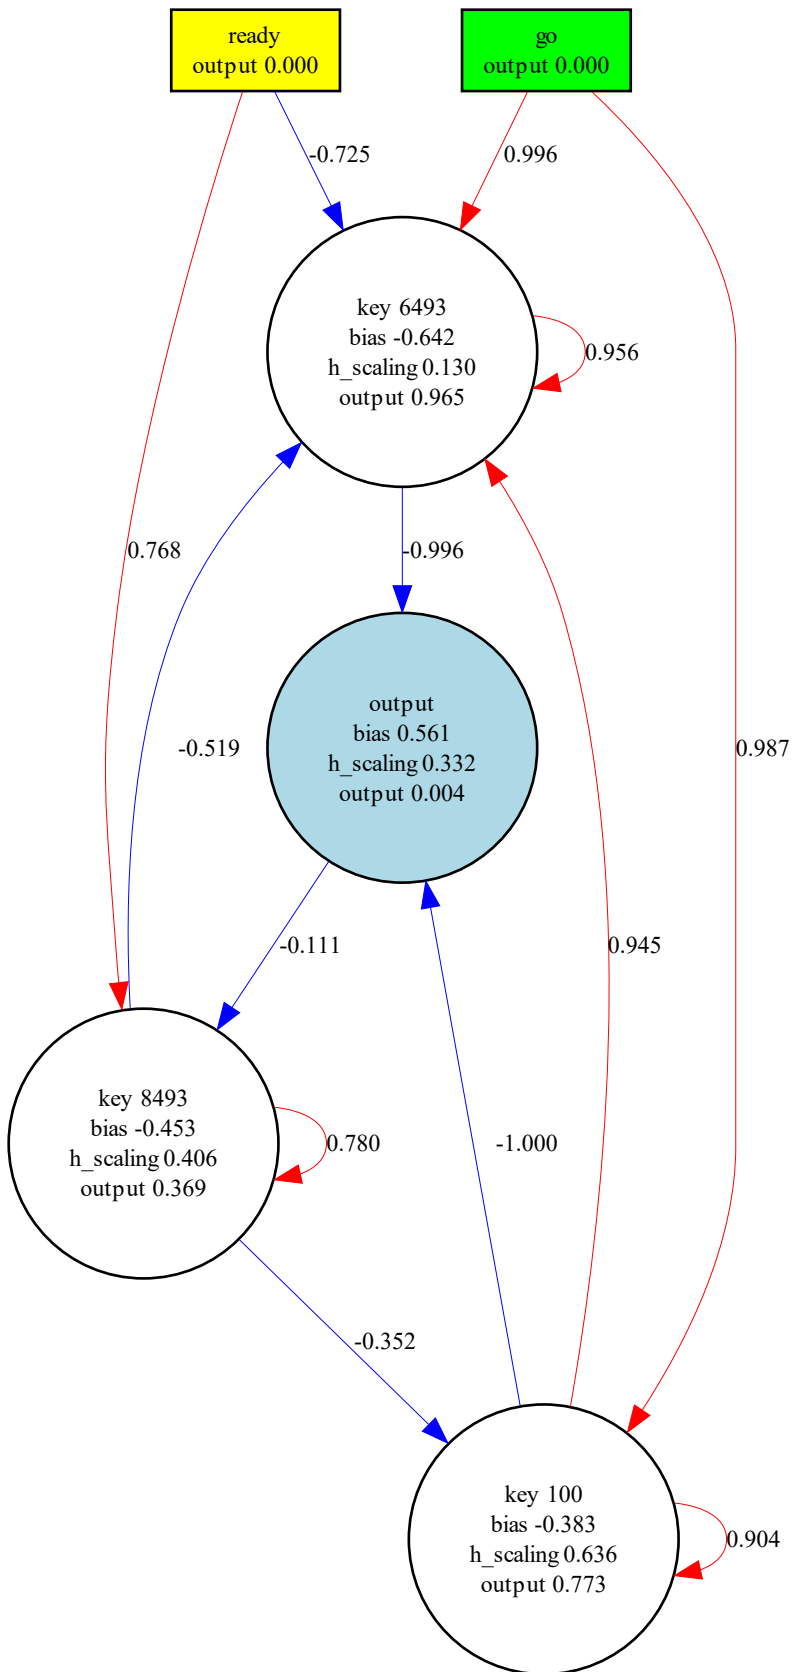 ready
output 0.000
go
output 0.000
-0.725
0.996
key 6493
bias -0.642
h_scaling 0.130
output 0.965
0.956
0.768
-0.996
output
bias 0.561
h_scaling 0.332
output 0.004
-0.519
0.987
-0.111
0.945
key 8493
bias -0.453
h_scaling 0.406
output 0.369
0.780
-1.000
-0.352
key 100
bias -0.383
h_scaling 0.636
output 0.773
0.904